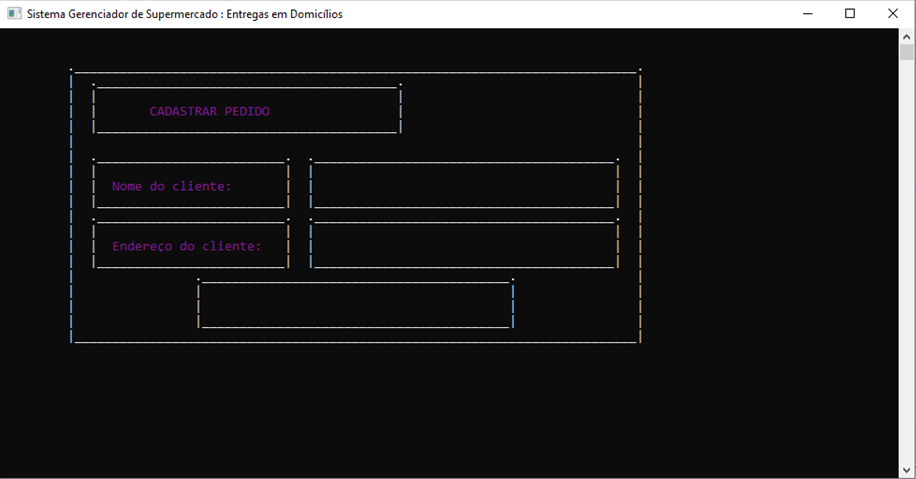 Sistema Gerenciador de Supermercado : Entregas em Domicílios
CADASTRAR PEDIDO
Nome do cliente:
Endereço do cliente: